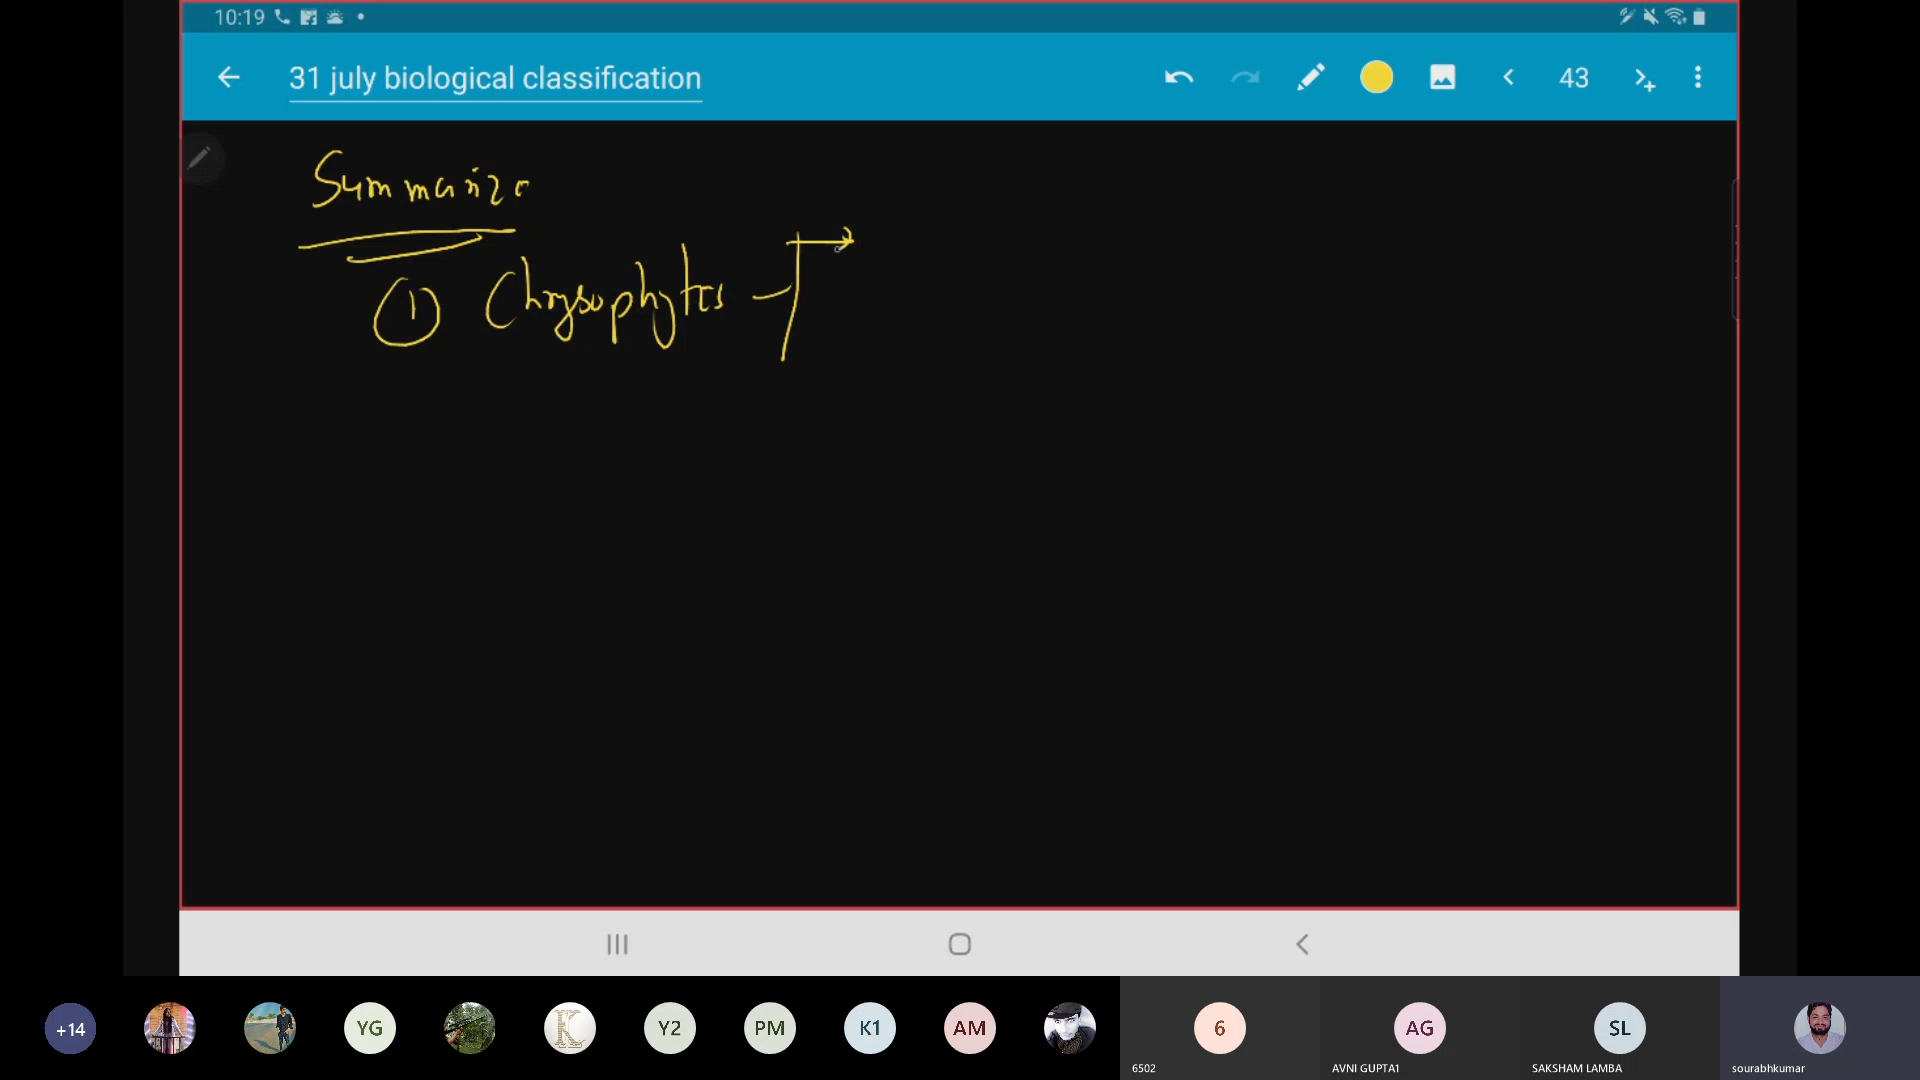 10:19
31 july biological classification
43
Summarize
① Chrysophytes
+14
YG
K
Y2
PM
K1
AM
6
6502
AG
AVNI GUPTA1
SL
SAKSHAM LAMBA
sourabhkumar